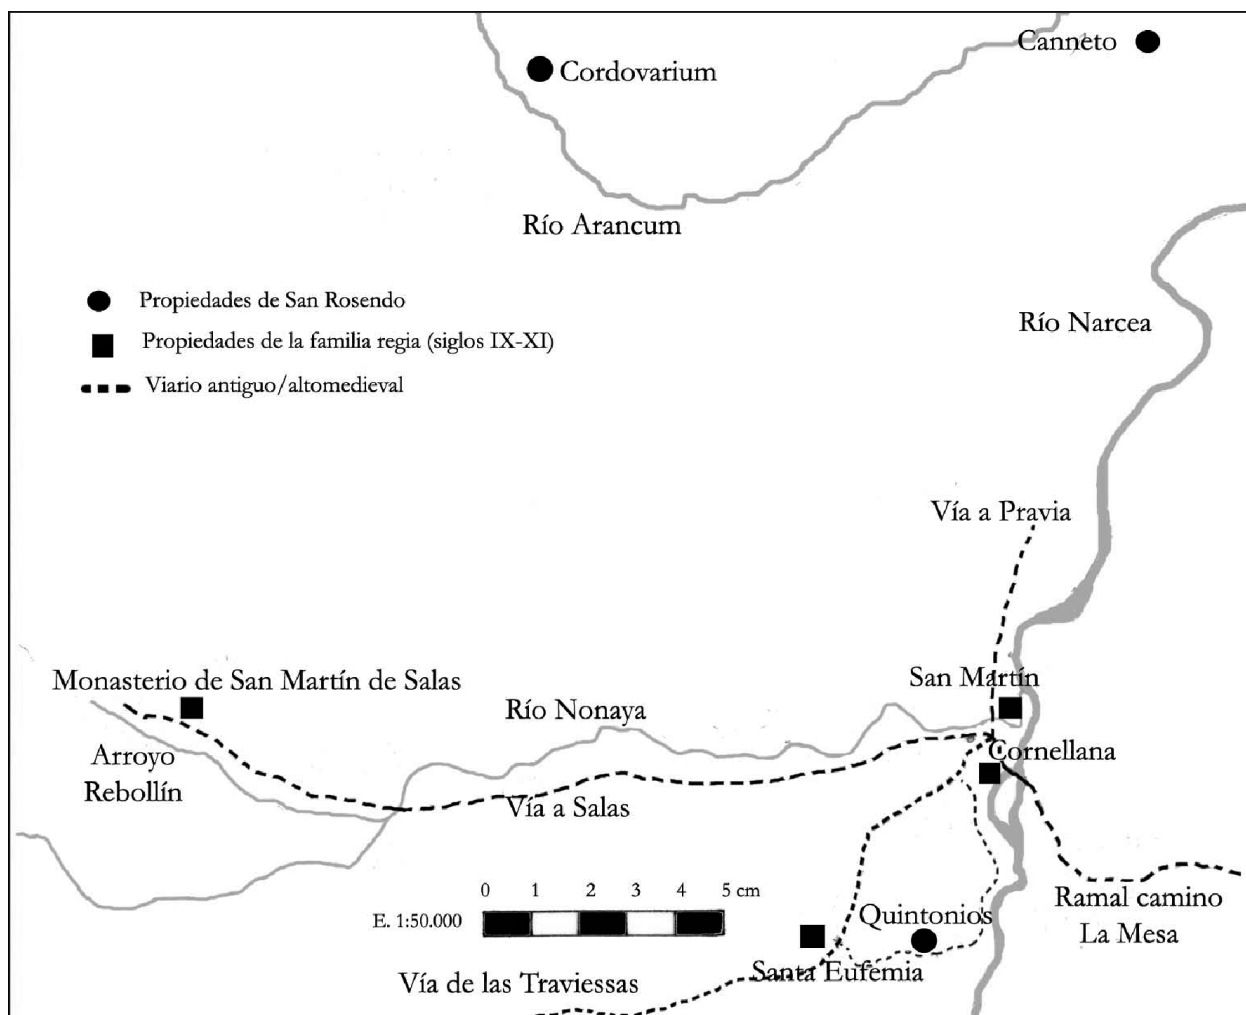 Canneto
Cordovarium
Río Arancum
Propiedades de San Rosendo
Río Narcea
Propiedades de la familia regia (siglos IX-XI)
Viario antiguo/altomedieval
Vía a Pravia
Monasterio de San Martín de Salas
San Martín
Río Nonaya
Arroyo
Rebollín
Cornellana
Vía a Salas
0 1 2 3 4 5 cm
E. 1:50.000
Ramal camino
La Mesa
Quintonios
Santa Eufemia
Vía de las Traviessas